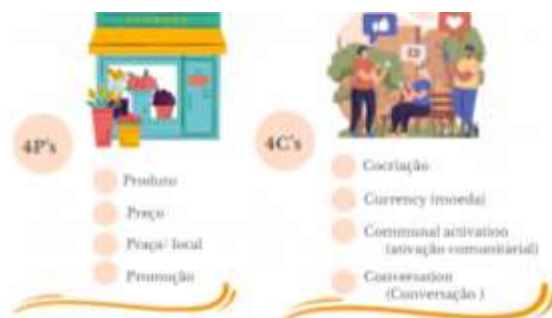 4P's
Produto
Preço
Praça/ local
Promoção
4C's
Cocriação
Currency (moeda)
Communal activation
(ativação comunitária)
Conversation
(Conversação )